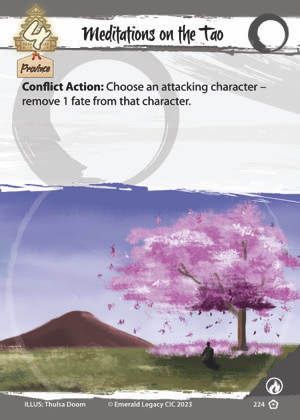 4
Meditations on the Tao
Province
Conflict Action: Choose an attacking character –
remove 1 fate from that character.
ILLUS: Thulsa Doom
© Emerald Legacy CIC 2023
224